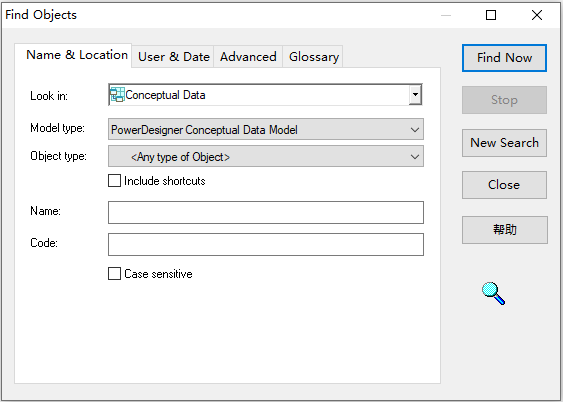 Find Objects
Name & Location
User & Date
Advanced
Glossary
Find Now
Look in:
Conceptual Data
Stop
Model type:
PowerDesigner Conceptual Data Model
New Search
Object type:
<Any type of Object>
Include shortcuts
Close
Name:
帮助
Code:
Case sensitive